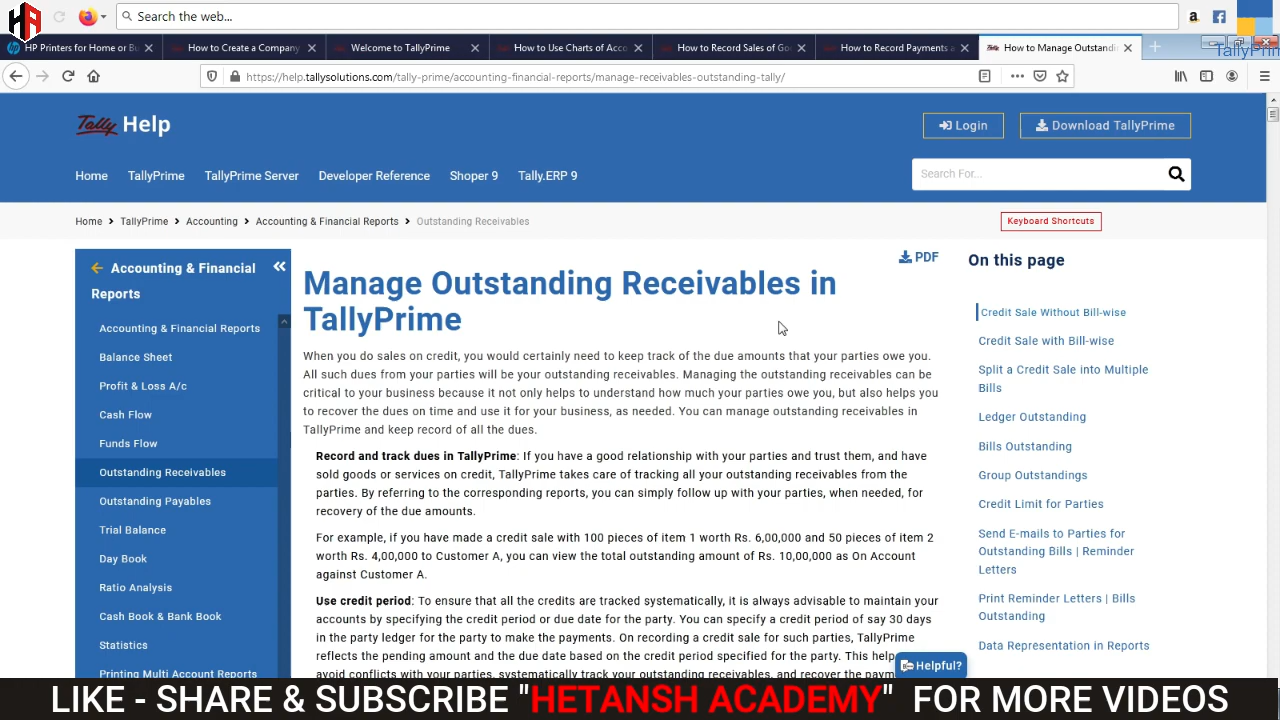 Search the web...
HP Printers for Home or Bu
How to Create a Company
Welcome to TallyPrime
How to Use Charts of Acco
How to Record Sales of Go
How to Record Payments a
How to Manage Outstandin
TallyPrin
https://help.tallysolutions.com/tally-prime/accounting-financial-reports/manage-receivables-outstanding-tally/
Tally Help
Login
Download TallyPrime
Home
TallyPrime
TallyPrime Server
Developer Reference
Shoper 9
Tally.ERP 9
Search For...
Home > TallyPrime > Accounting > Accounting & Financial Reports > Outstanding Receivables
Keyboard Shortcuts
Accounting & Financial
Reports
Accounting & Financial Reports
Balance Sheet
Profit & Loss A/c
Cash Flow
Funds Flow
Outstanding Receivables
Outstanding Payables
Trial Balance
Day Book
Ratio Analysis
Cash Book & Bank Book
Statistics
Printing Multi Account Reports
PDF
Manage Outstanding Receivables in
TallyPrime
When you do sales on credit, you would certainly need to keep track of the due amounts that your parties owe you.
All such dues from your parties will be your outstanding receivables. Managing the outstanding receivables can be
critical to your business because it not only helps to understand how much your parties owe you, but also helps you
to recover the dues on time and use it for your business, as needed. You can manage outstanding receivables in
TallyPrime and keep record of all the dues.
Record and track dues in TallyPrime: If you have a good relationship with your parties and trust them, and have
sold goods or services on credit, TallyPrime takes care of tracking all your outstanding receivables from the
parties. By referring to the corresponding reports, you can simply follow up with your parties, when needed, for
recovery of the due amounts.
For example, if you have made a credit sale with 100 pieces of item 1 worth Rs. 6,00,000 and 50 pieces of item 2
worth Rs. 4,00,000 to Customer A, you can view the total outstanding amount of Rs. 10,00,000 as On Account
against Customer A.
Use credit period: To ensure that all the credits are tracked systematically, it is always advisable to maintain your
accounts by specifying the credit period or due date for the party. You can specify a credit period of say 30 days
in the party ledger for the party to make the payments. On recording a credit sale for such parties, TallyPrime
reflects the pending amount and the due date based on the credit period specified for the party. This help
avoid conflicts with your parties, systematically track your outstanding receivables, and recover the paym
On this page
Credit Sale Without Bill-wise
Credit Sale with Bill-wise
Split a Credit Sale into Multiple
Bills
Ledger Outstanding
Bills Outstanding
Group Outstandings
Credit Limit for Parties
Send E-mails to Parties for
Outstanding Bills | Reminder
Letters
Print Reminder Letters | Bills
Outstanding
Data Representation in Reports
Helpful?
LIKE - SHARE & SUBSCRIBE "HETANSH ACADEMY" FOR MORE VIDEOS